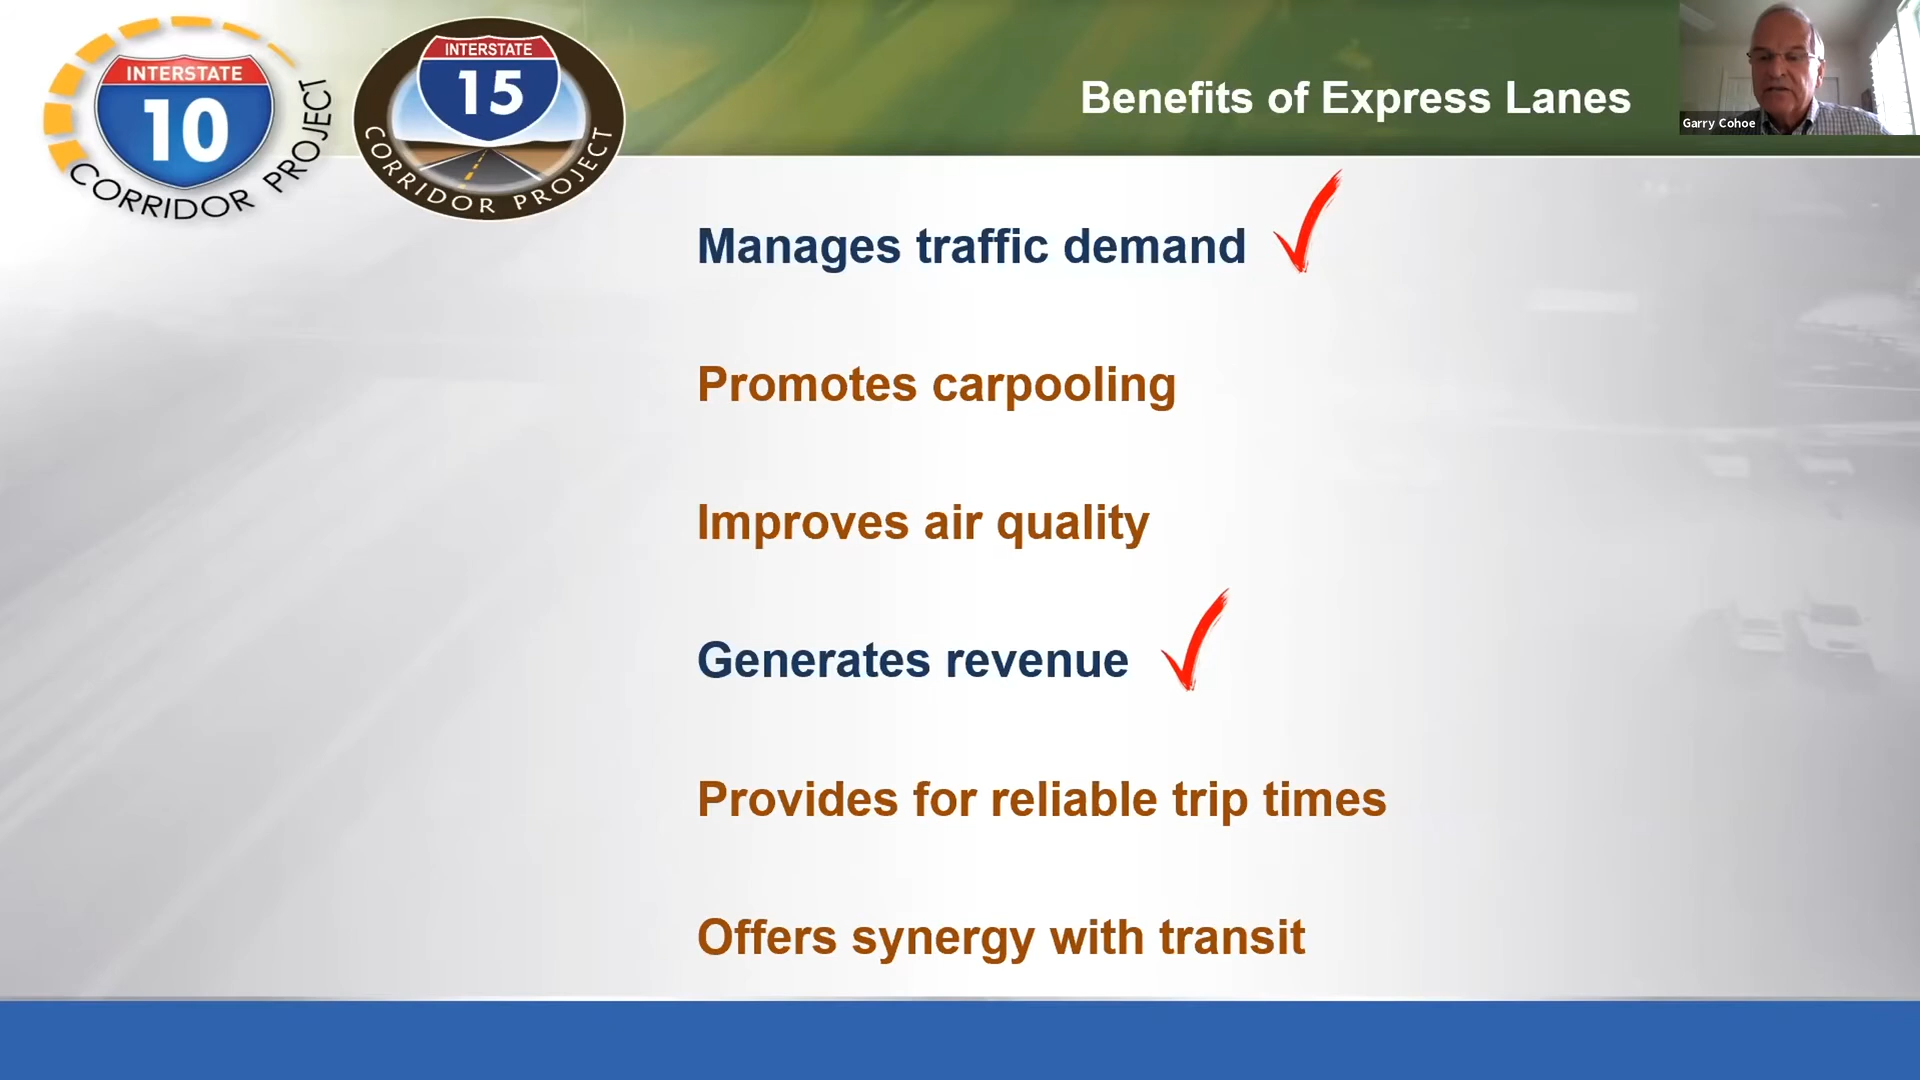 INTERSTATE
10
CORRIDOR PROJECT
INTERSTATE
15
CORRIDOR PROJECT
Benefits of Express Lanes
Garry Cohoe
Manages traffic demand
Promotes carpooling
Improves air quality
Generates revenue
Provides for reliable trip times
Offers synergy with transit